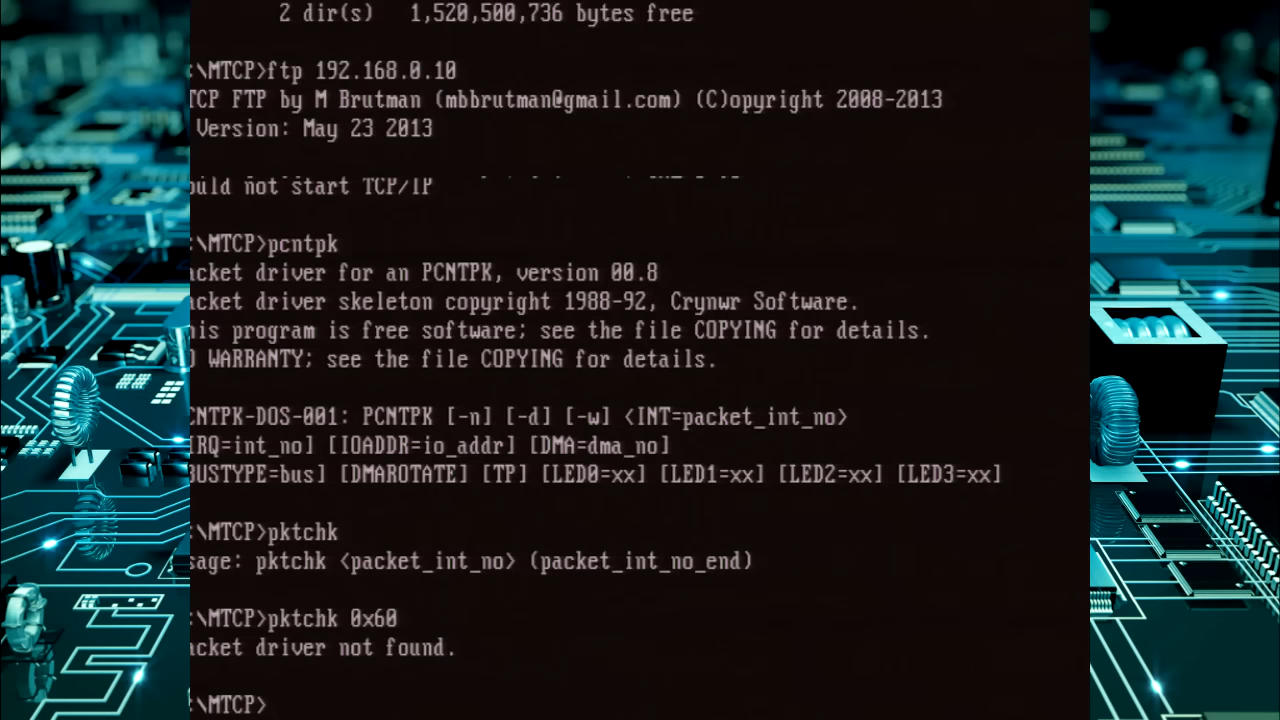 2 dir(s) 1,520,500,736 bytes free
:\MTCP>ftp 192.168.0.10
TCP FTP by M Brutman (mbbrutman@gmail.com) (C)opyright 2008-2013
Version: May 23 2013
ould not start TCP/IP
:\MTCP>pcntpk
acket driver for an PCNTPK, version 00.8
acket driver skeleton copyright 1988-92, Crynwr Software.
his program is free software; see the file COPYING for details.
O WARRANTY; see the file COPYING for details.
CNTPK-DOS-001: PCNTPK [-n] [-d] [-w] <INT=packet_int_no>
IRQ=int_no] [IOADDR=io_addr] [DMA=dma_no]
BUSTYPE=bus] [DMAROTATE] [TP] [LED0=xx] [LED1=xx] [LED2=xx] [LED3=xx]
:\MTCP>pktchk
sage: pktchk <packet_int_no> (packet_int_no_end)
:\MTCP>pktchk 0x60
acket driver not found.
:\MTCP>